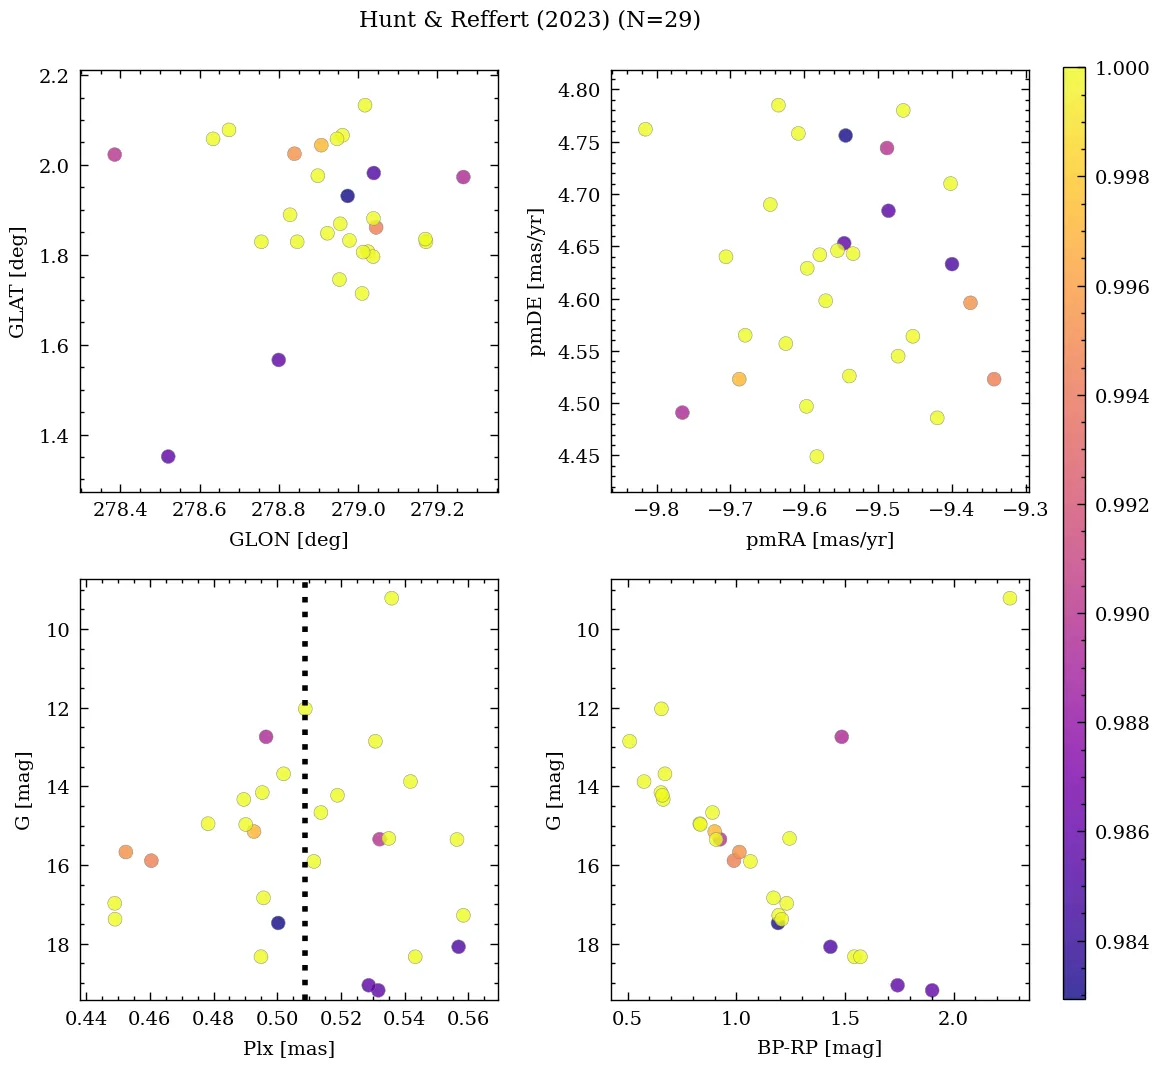 Hunt & Reffert (2023) (N=29)
2.2
2.0
1.8
1.6
1.4
GLAT [deg]
278.4 278.6 278.8 279.0 279.2
GLON [deg]
4.80
4.75
4.70
4.65
4.60
4.55
4.50
4.45
pmDE [mas/yr]
−9.8 −9.7 −9.6 −9.5 −9.4 −9.3
pmRA [mas/yr]
10
12
14
16
18
G [mag]
0.44 0.46 0.48 0.50 0.52 0.54 0.56
Plx [mas]
10
12
14
16
18
G [mag]
0.5 1.0 1.5 2.0
BP-RP [mag]
1.000
0.998
0.996
0.994
0.992
0.990
0.988
0.986
0.984